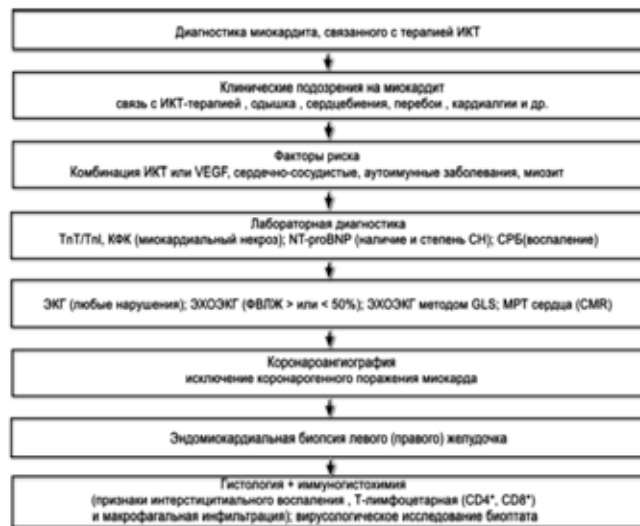 Диагностика миокардита, связанного с терапией ИКТ
Клинические подозрения на миокардит
связь с ИКТ-терапией , одышка , сердцебиения, перебои , кардиалгии и др.
Факторы риска
Комбинация ИКТ или VEGF, сердечно-сосудистые, аутоимунные заболевания, миозит
Лабораторная диагностика
TnT/TnI, КФК (миокардиальный некроз); NT-proBNP (наличие и степень СН); СРБ(воспаление)
ЭКГ (любые нарушения); ЭХОЭКГ (ФВЛЖ > или < 50%); ЭХОЭКГ методом GLS; МРТ сердца (CMR)
Коронароангиография
исключение коронарогенного поражения миокарда
Эндомиокардиальная биопсия левого (правого) желудочка
Гистология + иммуногистохимия
(признаки интерстицитиального воспаления , Т-лимфоцетарная (CD4⁺, CD8⁺)
и макрофагальная инфильтрация); вирусологическое исследование биоптата